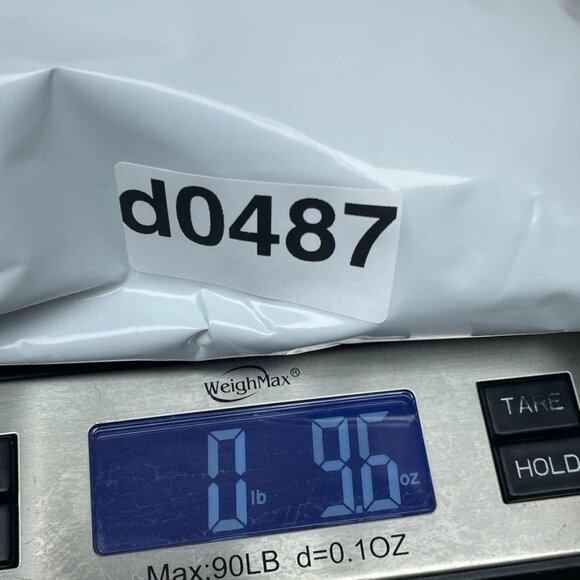 d0487
WeighMax®
0 lb 9.6 oz
TARE
HOLD
Max:90LB d=0.1OZ